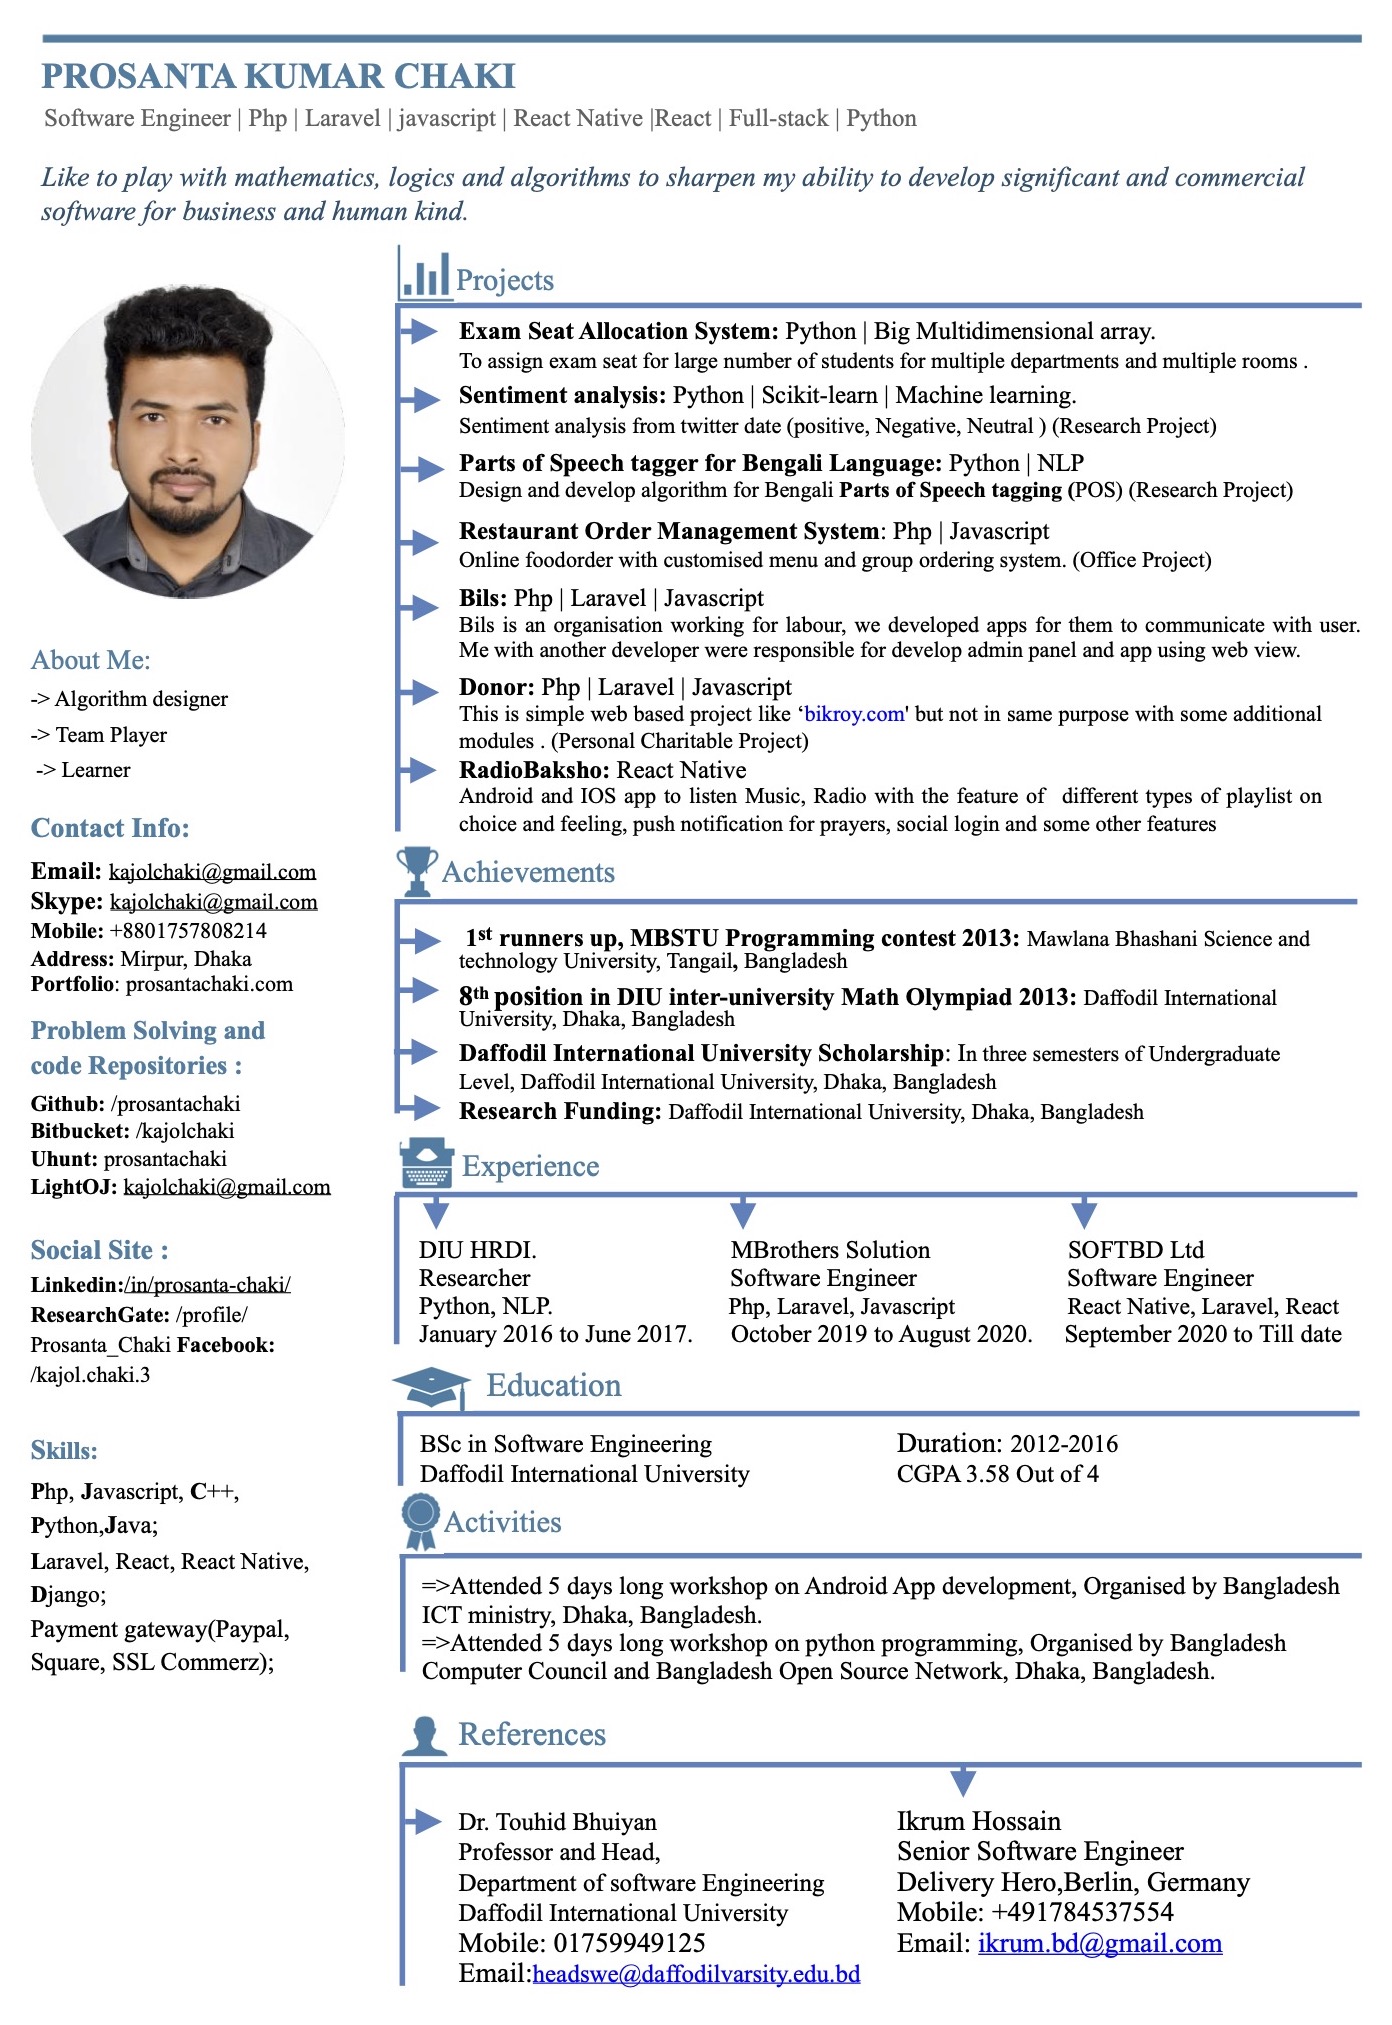 PROSANTA KUMAR CHAKI
Software Engineer | Php | Laravel | javascript | React Native |React | Full-stack | Python
Like to play with mathematics, logics and algorithms to sharpen my ability to develop significant and commercial
software for business and human kind.
About Me:
-> Algorithm designer
-> Team Player
-> Learner
Contact Info:
Email: kajolchaki@gmail.com
Skype: kajolchaki@gmail.com
Mobile: +8801757808214
Address: Mirpur, Dhaka
Portfolio: prosantachaki.com
Problem Solving and
code Repositories :
Github: /prosantachaki
Bitbucket: /kajolchaki
Uhunt: prosantachaki
LightOJ: kajolchaki@gmail.com
Social Site :
Linkedin:/in/prosanta-chaki/
ResearchGate: /profile/
Prosanta_Chaki Facebook:
/kajol.chaki.3
Skills:
Php, Javascript, C++,
Python,Java;
Laravel, React, React Native,
Django;
Payment gateway(Paypal,
Square, SSL Commerz);
Projects
Exam Seat Allocation System: Python | Big Multidimensional array.
To assign exam seat for large number of students for multiple departments and multiple rooms .
Sentiment analysis: Python | Scikit-learn | Machine learning.
Sentiment analysis from twitter date (positive, Negative, Neutral ) (Research Project)
Parts of Speech tagger for Bengali Language: Python | NLP
Design and develop algorithm for Bengali Parts of Speech tagging (POS) (Research Project)
Restaurant Order Management System: Php | Javascript
Online foodorder with customised menu and group ordering system. (Office Project)
Bils: Php | Laravel | Javascript
Bils is an organisation working for labour, we developed apps for them to communicate with user.
Me with another developer were responsible for develop admin panel and app using web view.
Donor: Php | Laravel | Javascript
This is simple web based project like ‘bikroy.com' but not in same purpose with some additional
modules . (Personal Charitable Project)
RadioBaksho: React Native
Android and IOS app to listen Music, Radio with the feature of different types of playlist on
choice and feeling, push notification for prayers, social login and some other features
Achievements
1st runners up, MBSTU Programming contest 2013: Mawlana Bhashani Science and
technology University, Tangail, Bangladesh
8th position in DIU inter-university Math Olympiad 2013: Daffodil International
University, Dhaka, Bangladesh
Daffodil International University Scholarship: In three semesters of Undergraduate
Level, Daffodil International University, Dhaka, Bangladesh
Research Funding: Daffodil International University, Dhaka, Bangladesh
Experience
DIU HRDI.
Researcher
Python, NLP.
January 2016 to June 2017.
MBrothers Solution
Software Engineer
Php, Laravel, Javascript
October 2019 to August 2020.
SOFTBD Ltd
Software Engineer
React Native, Laravel, React
September 2020 to Till date
Education
BSc in Software Engineering
Daffodil International University
Duration: 2012-2016
CGPA 3.58 Out of 4
Activities
=>Attended 5 days long workshop on Android App development, Organised by Bangladesh
ICT ministry, Dhaka, Bangladesh.
=>Attended 5 days long workshop on python programming, Organised by Bangladesh
Computer Council and Bangladesh Open Source Network, Dhaka, Bangladesh.
References
Dr. Touhid Bhuiyan
Professor and Head,
Department of software Engineering
Daffodil International University
Mobile: 01759949125
Email:headswe@daffodilvarsity.edu.bd
Ikrum Hossain
Senior Software Engineer
Delivery Hero,Berlin, Germany
Mobile: +491784537554
Email: ikrum.bd@gmail.com